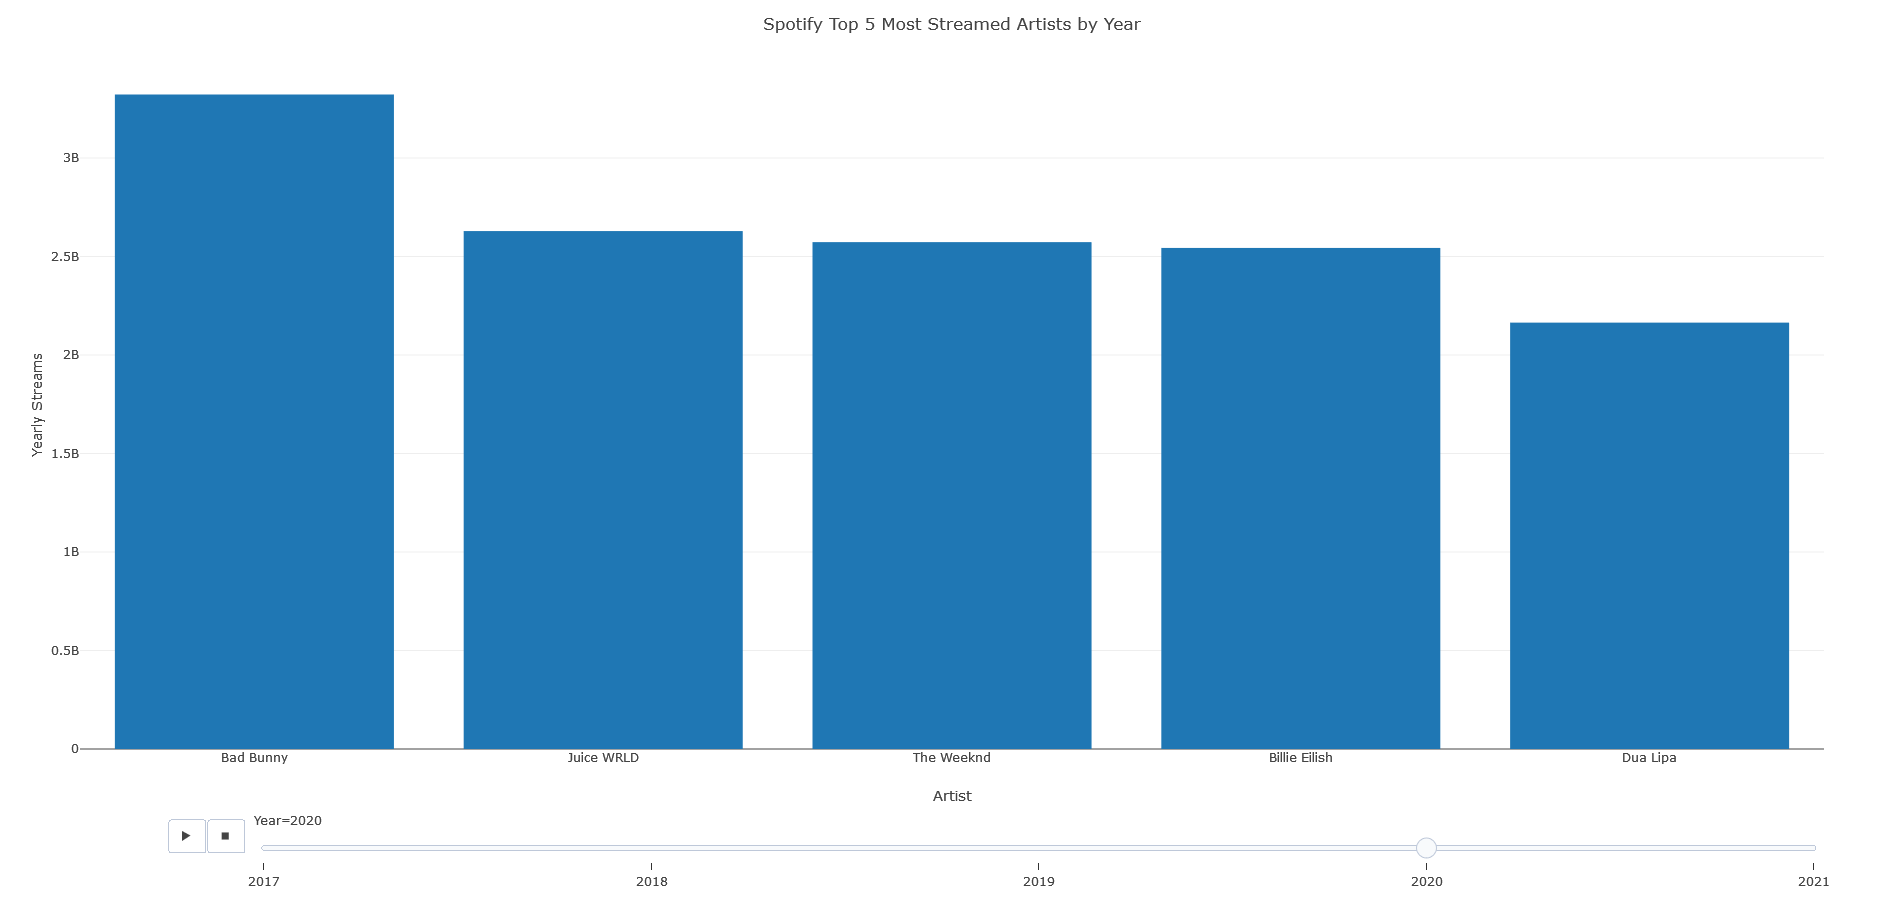 Spotify Top 5 Most Streamed Artists by Year
3B
2.5B
2B
1.5B
1B
0.5B
0
Yearly Streams
Bad Bunny
Juice WRLD
The Weeknd
Billie Eilish
Dua Lipa
Artist
Year=2020
2017
2018
2019
2020
2021